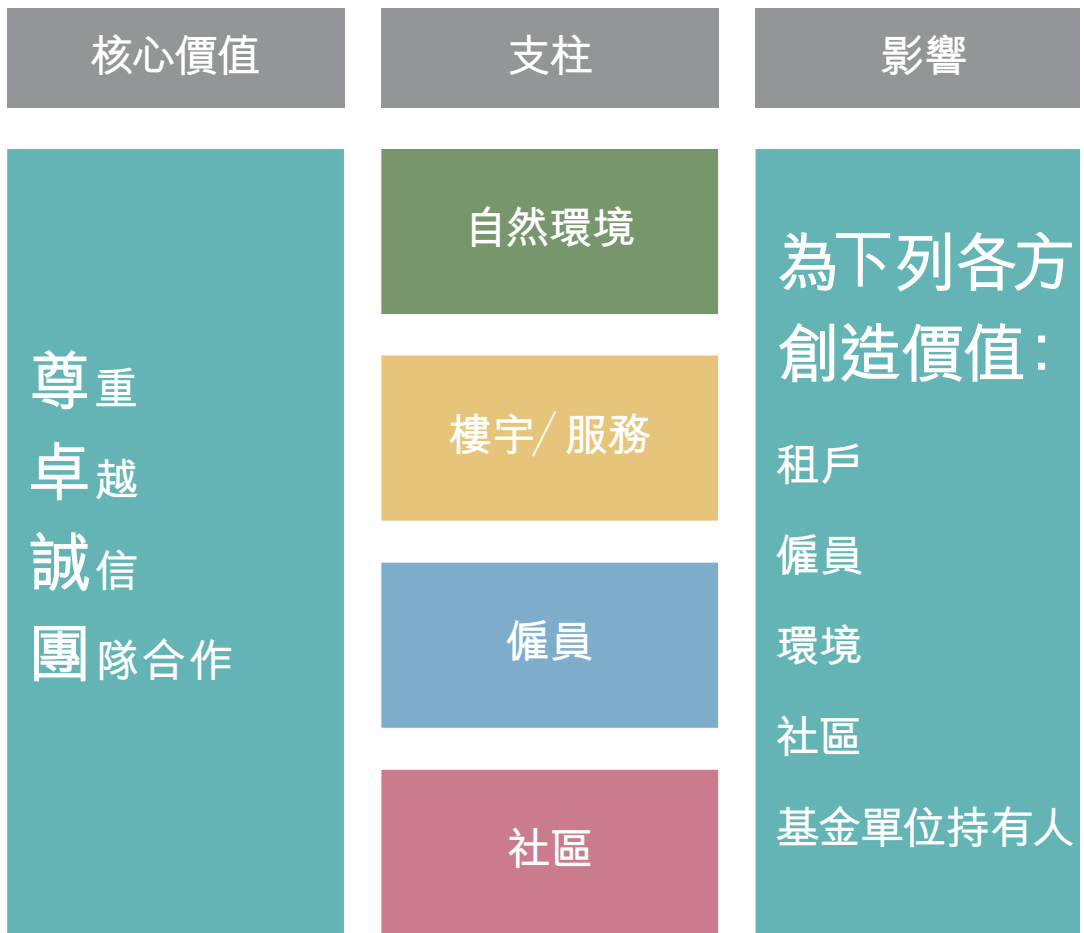 核心價值
尊重
卓越
誠信
團隊合作
支柱
自然環境
樓宇/服務
僱員
社區
影響
為下列各方
創造價值：
租戶
僱員
環境
社區
基金單位持有人